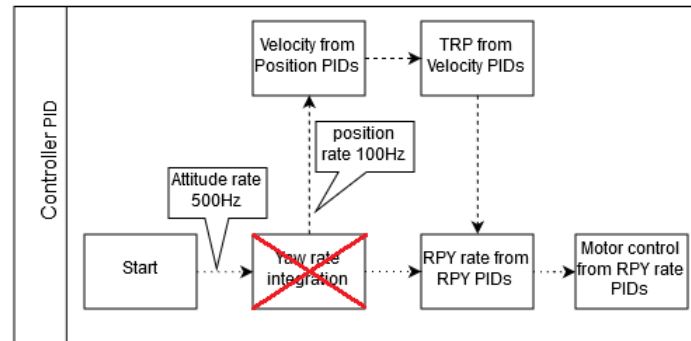 Controller PID
Velocity from
Position PIDs
TRP from
Velocity PIDs
position
rate 100Hz
Attitude rate
500Hz
Start
Yaw rate
integration
RPY rate from
RPY PIDs
Motor control
from RPY rate
PIDs